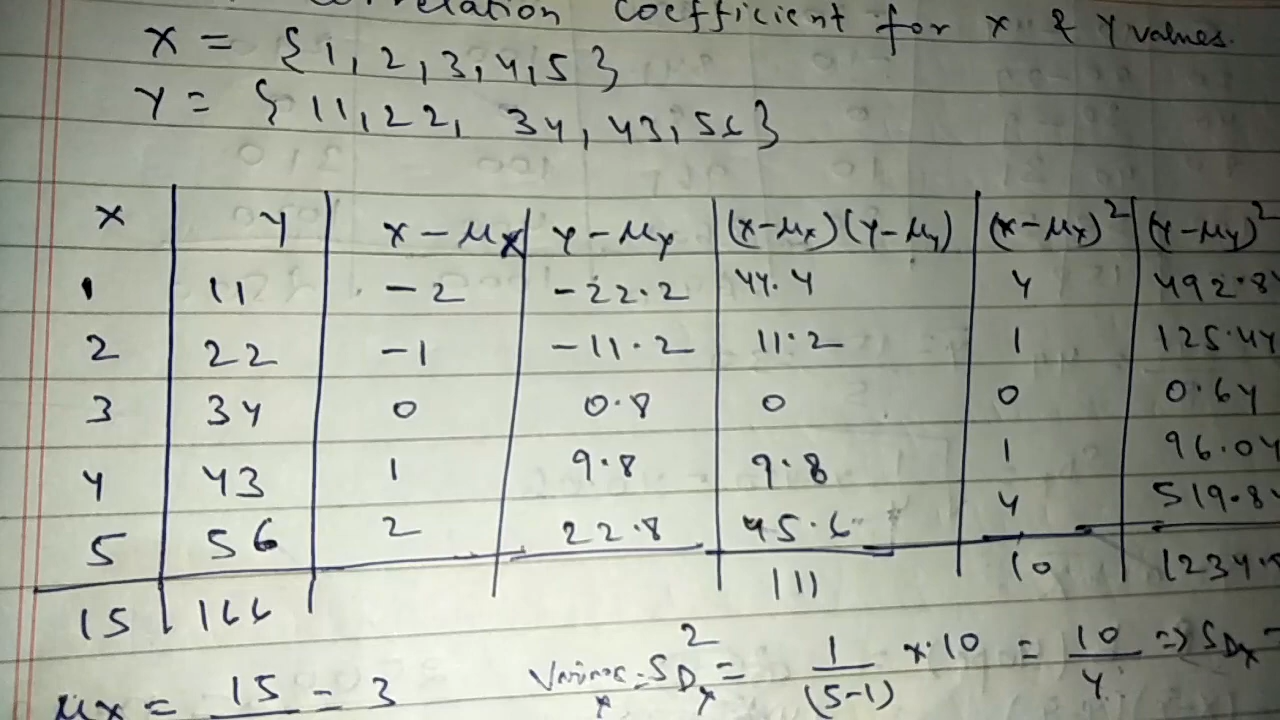 correlation coefficient for x & y values.
X = {1, 2, 3, 4, 5}
Y = {11, 22, 34, 43, 56}
x y x - μx y - μy (x-μx)(y-μy) (x-μx)² (y-μy)²
1 11 -2 -22.2 44.4 4 492.84
2 22 -1 -11.2 11.2 1 125.44
3 34 0 0.8 0 0 0.64
4 43 1 9.8 9.8 1 96.04
5 56 2 22.8 45.6 4 519.84
15 166 111 10 1234.
μx = 15 = 3
SDx² = 1/(5-1) x 10 = 10/4 => SDx =